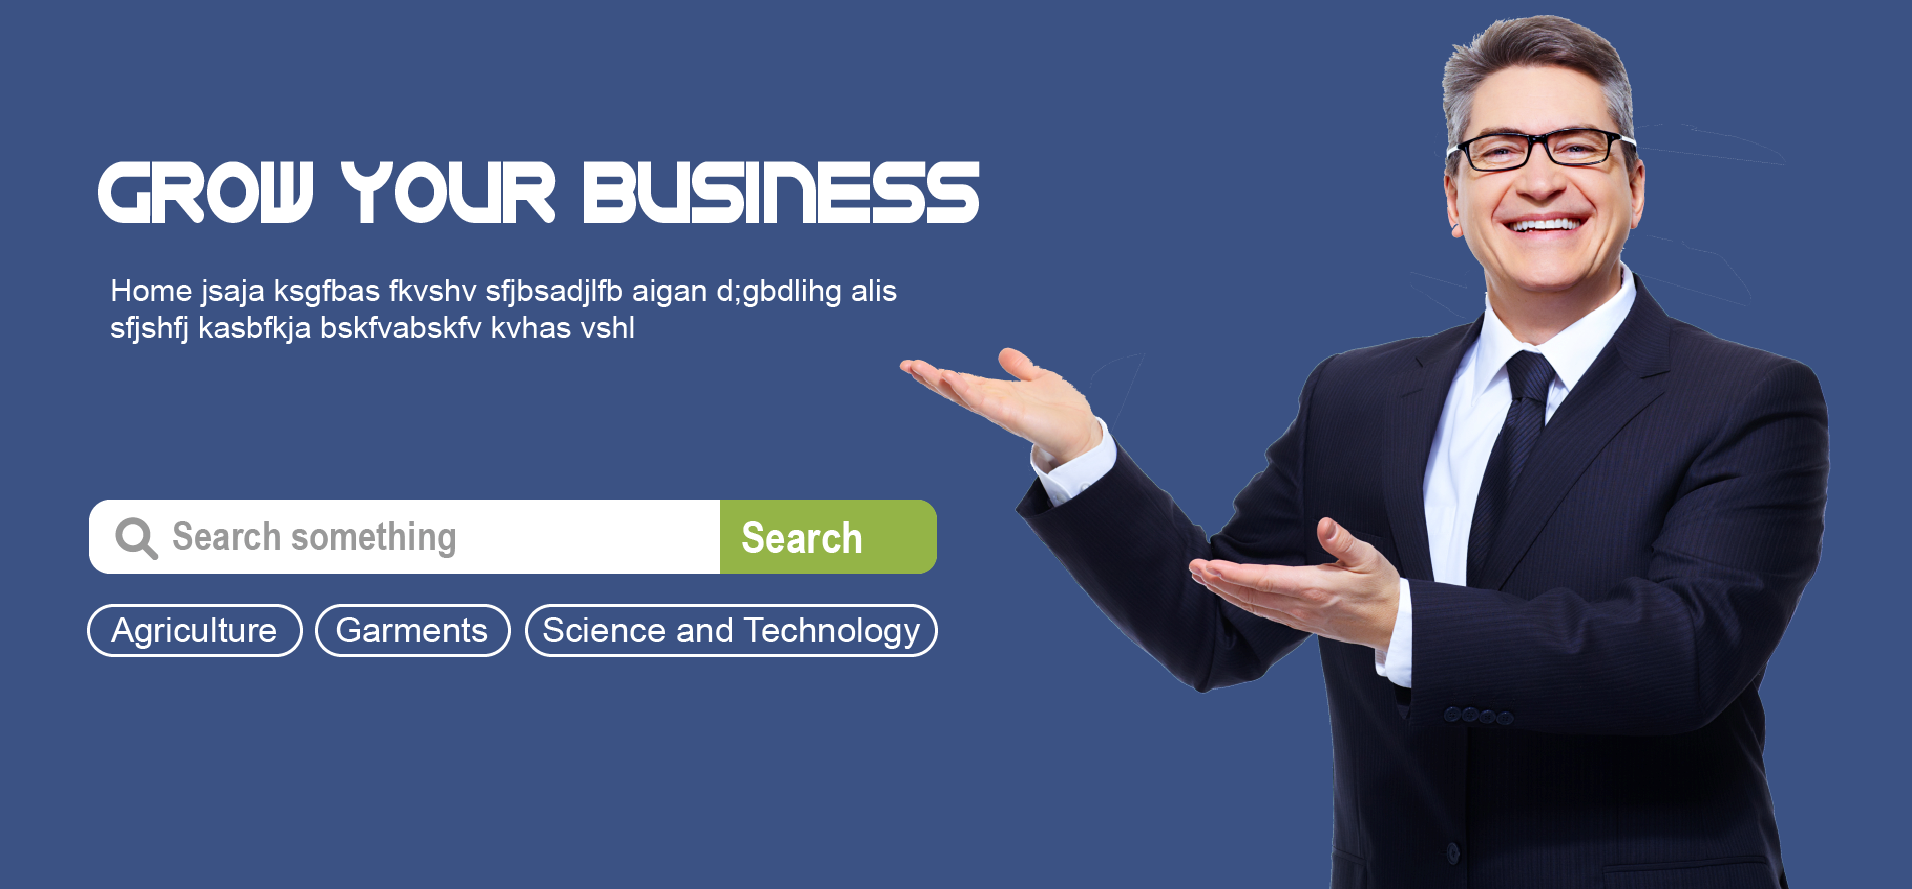 GROW YOUR BUSINESS
Home jsaja ksgfbas fkvshv sfjbsadjlfb aigan d;gbdlihg alis
sfjshfj kasbfkja bskfvabskfv kvhas vshl
Search something
Search
Agriculture
Garments
Science and Technology